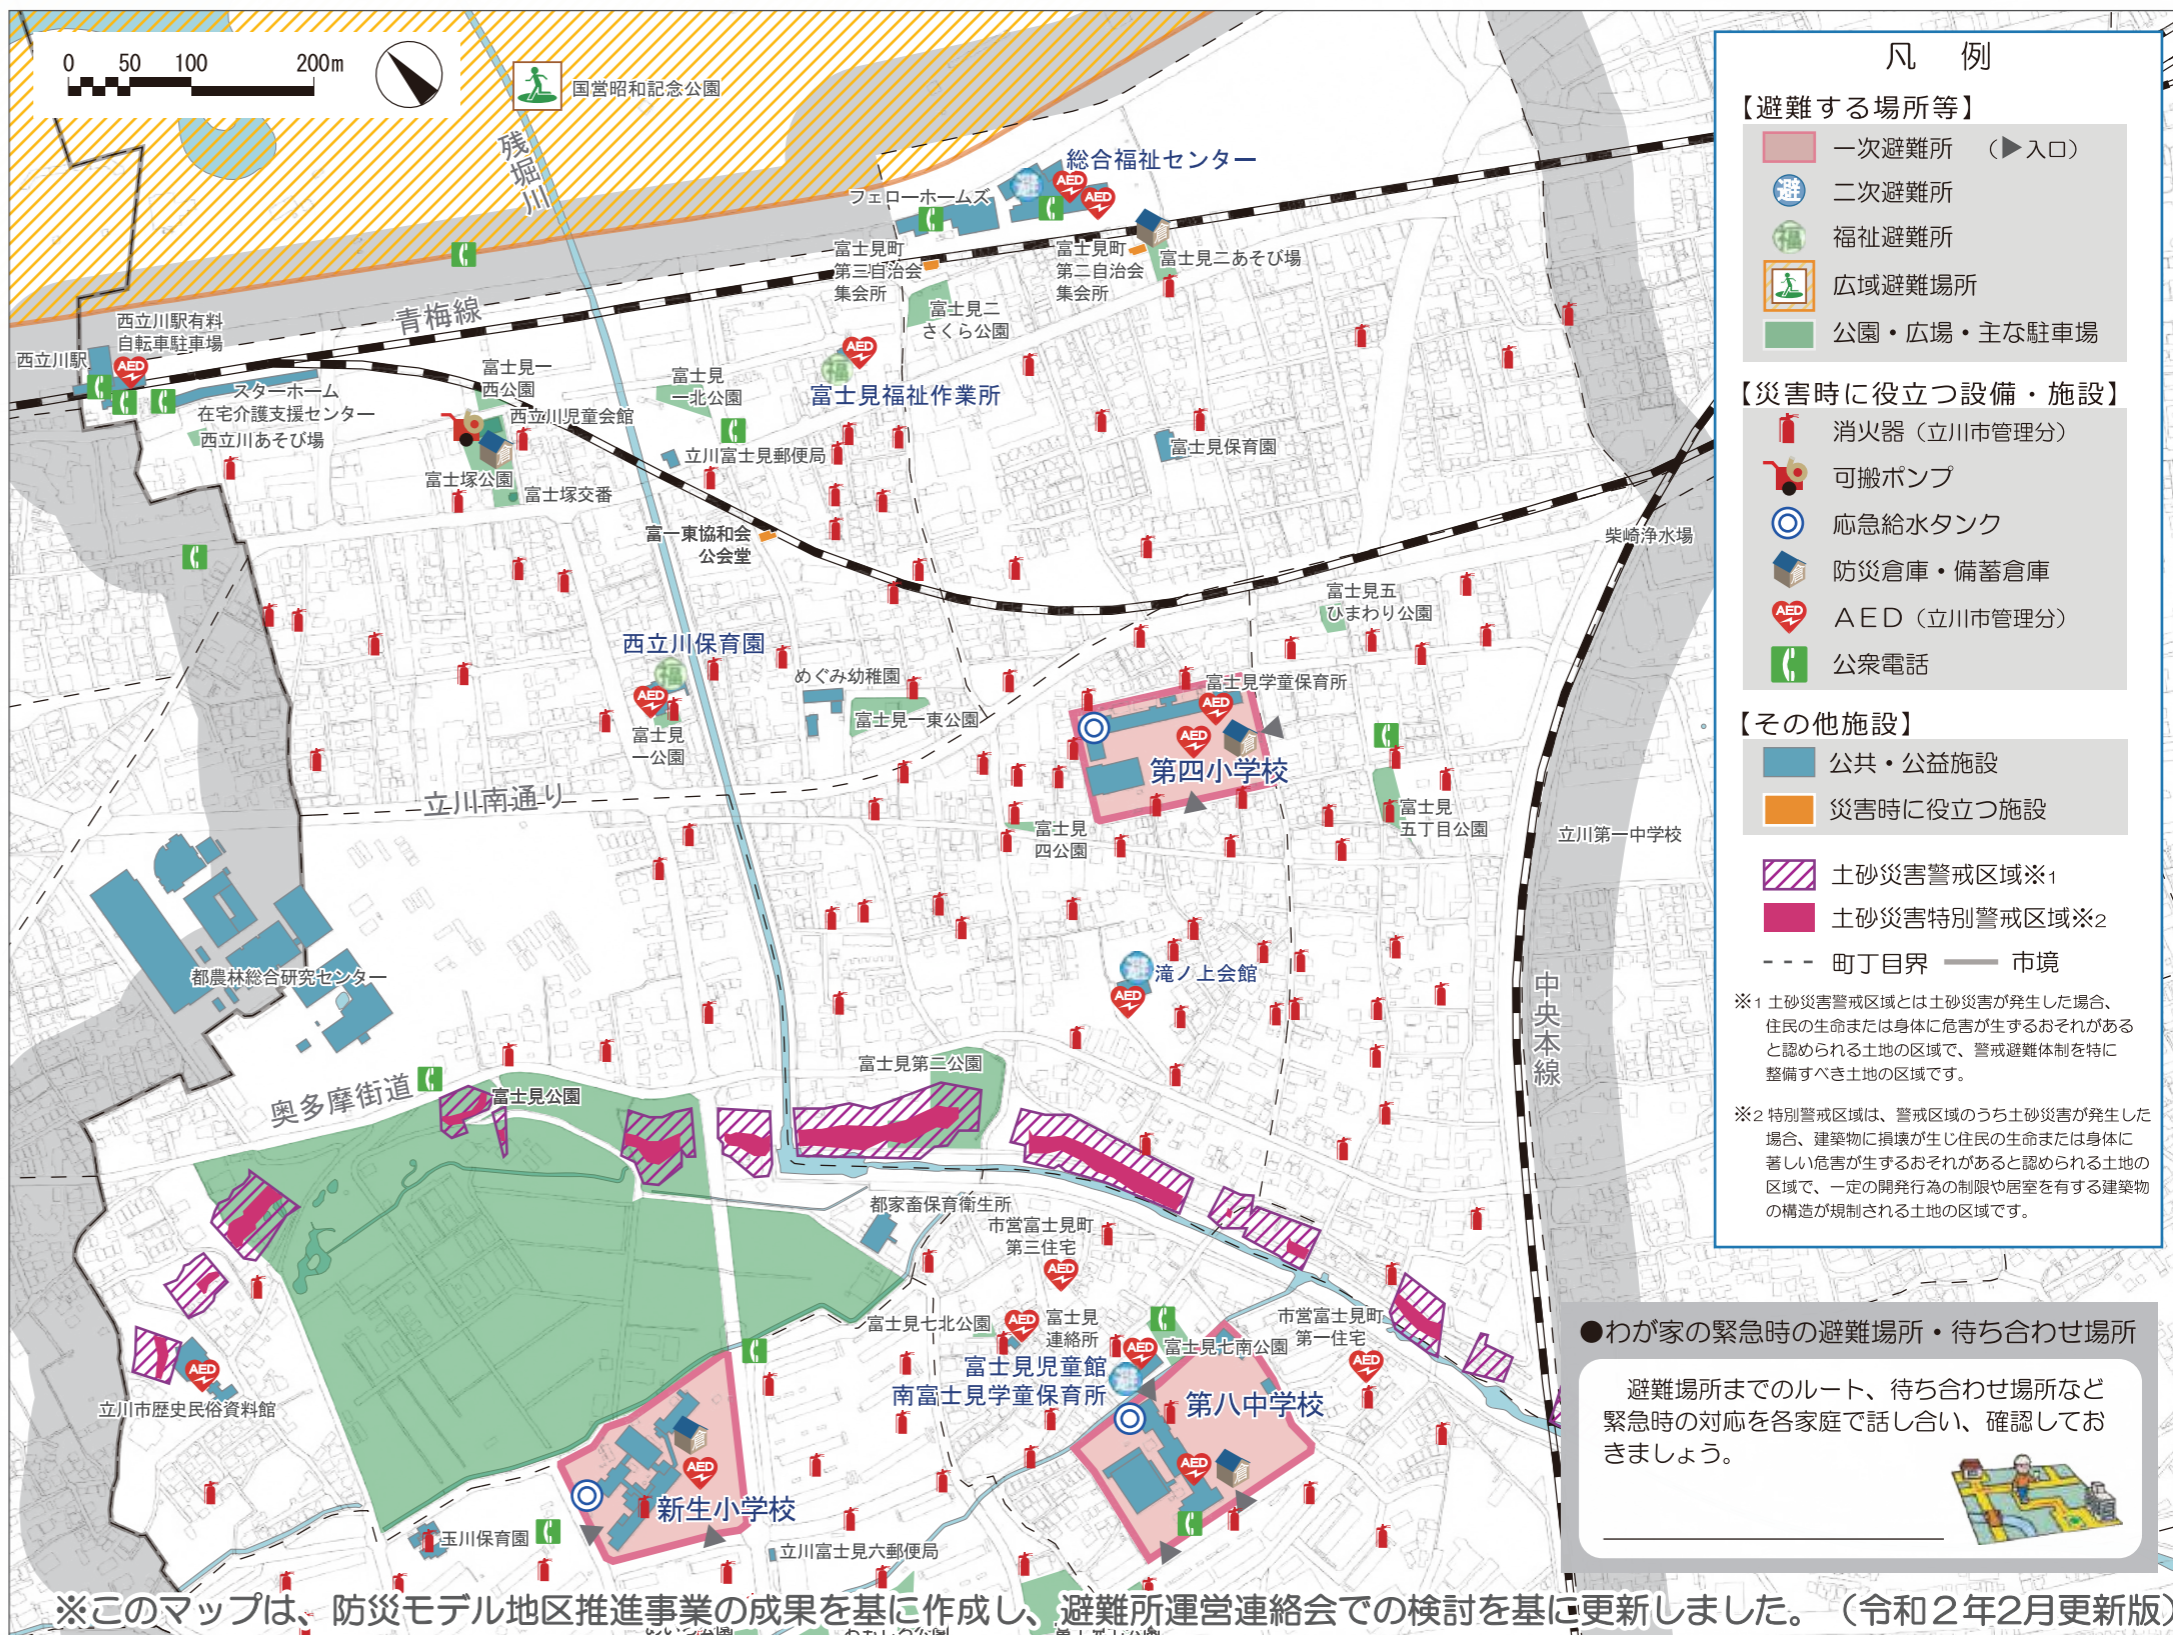 0 50 100 200m
国営昭和記念公園
残堀川
総合福祉センター
フェローホームズ
富士見町
第三自治会
集会所
富士見町
第二自治会
集会所
富士見二あそび場
富士見二
さくら公園
青梅線
西立川駅有料
自転車駐車場
西立川駅
スターホーム
在宅介護支援センター
西立川あそび場
富士見一
西公園
西立川児童会館
富士見
一北公園
富士見福祉作業所
立川富士見郵便局
富士見保育園
富士塚公園
富士塚交番
富一東協和会
公会堂
柴崎浄水場
富士見五
ひまわり公園
西立川保育園
めぐみ幼稚園
富士見一東公園
富士見
一公園
富士見学童保育所
第四小学校
立川南通り
富士見
四公園
富士見
五丁目公園
立川第一中学校
都農林総合研究センター
滝ノ上会館
中央本線
富士見第二公園
奥多摩街道
富士見公園
都家畜保育衛生所
市営富士見町
第三住宅
富士見七北公園
富士見
連絡所
富士見七南公園
市営富士見町
第一住宅
富士見児童館
南富士見学童保育所
第八中学校
立川市歴史民俗資料館
新生小学校
玉川保育園
立川富士見六郵便局
凡 例
【避難する場所等】
一次避難所 （▶入口）
避 二次避難所
福 福祉避難所
広域避難場所
公園・広場・主な駐車場
【災害時に役立つ設備・施設】
消火器（立川市管理分）
可搬ポンプ
応急給水タンク
防災倉庫・備蓄倉庫
AED ＡＥＤ（立川市管理分）
公衆電話
【その他施設】
公共・公益施設
災害時に役立つ施設
土砂災害警戒区域※1
土砂災害特別警戒区域※2
町丁目界 市境
※1 土砂災害警戒区域とは土砂災害が発生した場合、
住民の生命または身体に危害が生ずるおそれがある
と認められる土地の区域で、警戒避難体制を特に
整備すべき土地の区域です。
※2 特別警戒区域は、警戒区域のうち土砂災害が発生した
場合、建築物に損壊が生じ住民の生命または身体に
著しい危害が生ずるおそれがあると認められる土地の
区域で、一定の開発行為の制限や居室を有する建築物
の構造が規制される土地の区域です。
●わが家の緊急時の避難場所・待ち合わせ場所
避難場所までのルート、待ち合わせ場所など
緊急時の対応を各家庭で話し合い、確認してお
きましょう。
※このマップは、防災モデル地区推進事業の成果を基に作成し、避難所運営連絡会での検討を基に更新しました。（令和２年2月更新版）